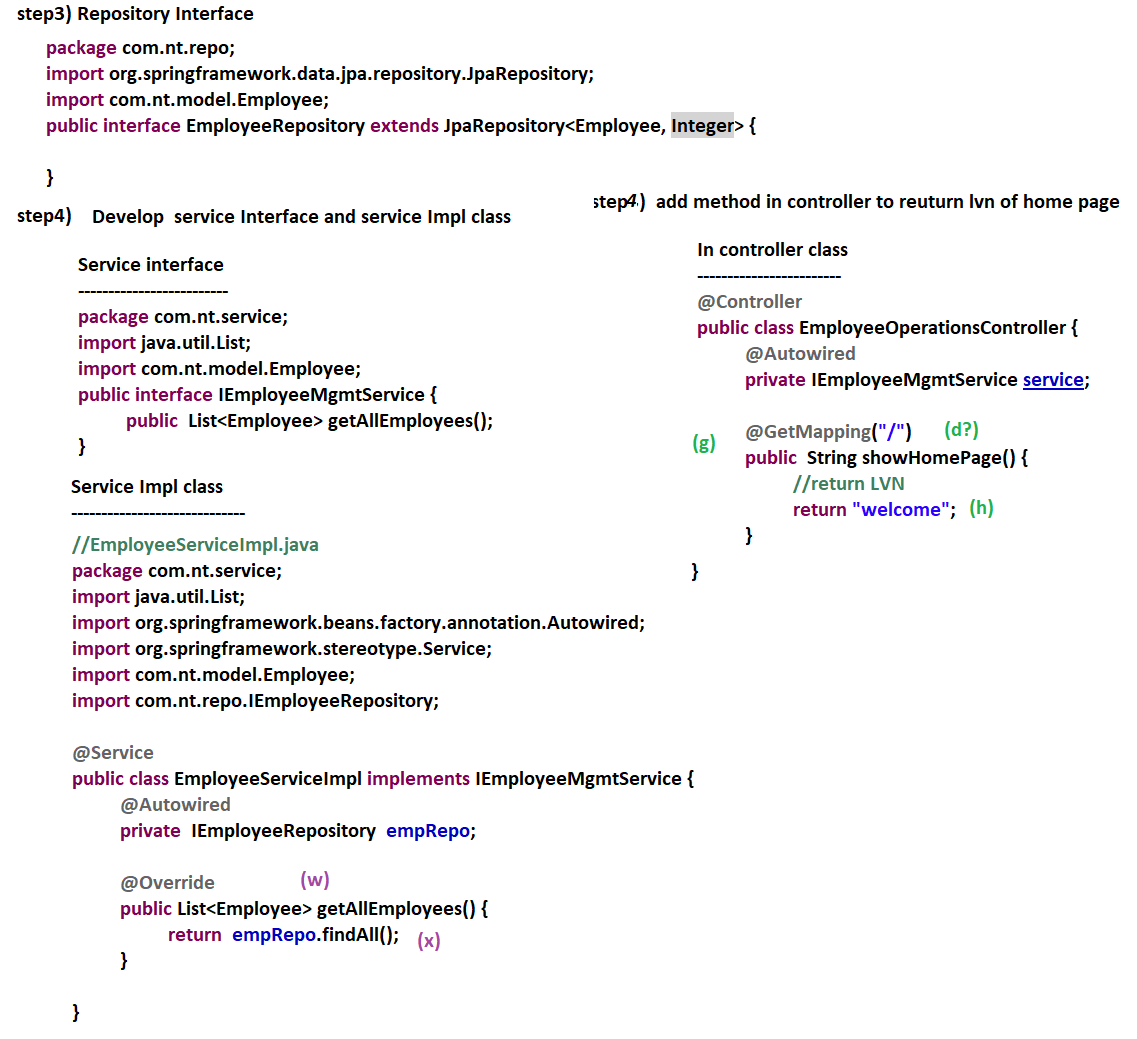 step3) Repository Interface
package com.nt.repo;
import org.springframework.data.jpa.repository.JpaRepository;
import com.nt.model.Employee;
public interface EmployeeRepository extends JpaRepository<Employee, Integer> {
}
step4) Develop service Interface and service Impl class
Service interface
-------------------------
package com.nt.service;
import java.util.List;
import com.nt.model.Employee;
public interface IEmployeeMgmtService {
public List<Employee> getAllEmployees();
}
Service Impl class
-----------------------------
//EmployeeServiceImpl.java
package com.nt.service;
import java.util.List;
import org.springframework.beans.factory.annotation.Autowired;
import org.springframework.stereotype.Service;
import com.nt.model.Employee;
import com.nt.repo.IEmployeeRepository;
@Service
public class EmployeeServiceImpl implements IEmployeeMgmtService {
@Autowired
private IEmployeeRepository empRepo;
@Override (w)
public List<Employee> getAllEmployees() {
return empRepo.findAll(); (x)
}
}
step4.) add method in controller to reuturn lvn of home page
In controller class
------------------------
@Controller
public class EmployeeOperationsController {
@Autowired
private IEmployeeMgmtService service;
(g) @GetMapping("/") (d?)
public String showHomePage() {
//return LVN
return "welcome"; (h)
}
}